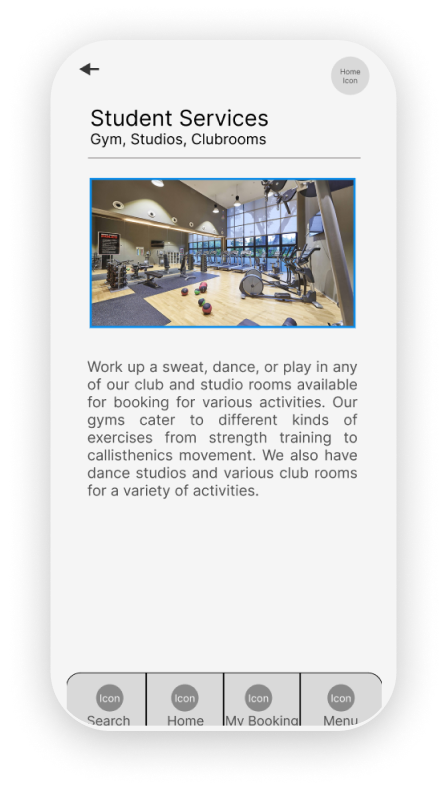 Home
Icon
Student Services
Gym, Studios, Clubrooms
Work up a sweat, dance, or play in any
of our club and studio rooms available
for booking for various activities. Our
gyms cater to different kinds of
exercises from strength training to
callisthenics movement. We also have
dance studios and various club rooms
for a variety of activities.
Icon Icon Icon Icon
Search Home My Booking Menu